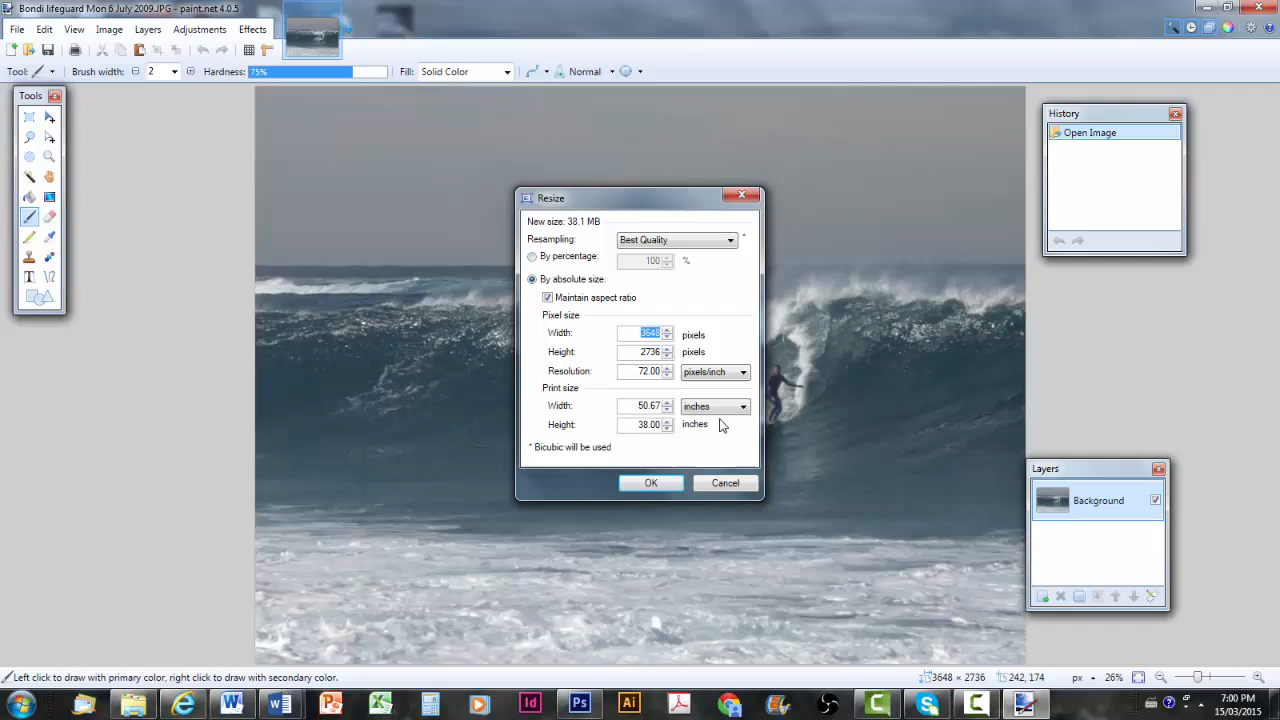 Bondi lifeguard Mon 6 July 2009.JPG - paint.net 4.0.5
File Edit View Image Layers Adjustments Effects
Tool: Brush width: 2 Hardness: 75% Fill: Solid Color Normal
Tools
History
Open Image
Resize
New size: 38.1 MB
Resampling: Best Quality *
By percentage: 100 %
By absolute size:
Maintain aspect ratio
Pixel size
Width: 3648 pixels
Height: 2736 pixels
Resolution: 72.00 pixels/inch
Print size
Width: 50.67 inches
Height: 38.00 inches
* Bicubic will be used
OK Cancel
Layers
Background
Left click to draw with primary color, right click to draw with secondary color. 3648 × 2736 242, 174 px 26%
7:00 PM
15/03/2015